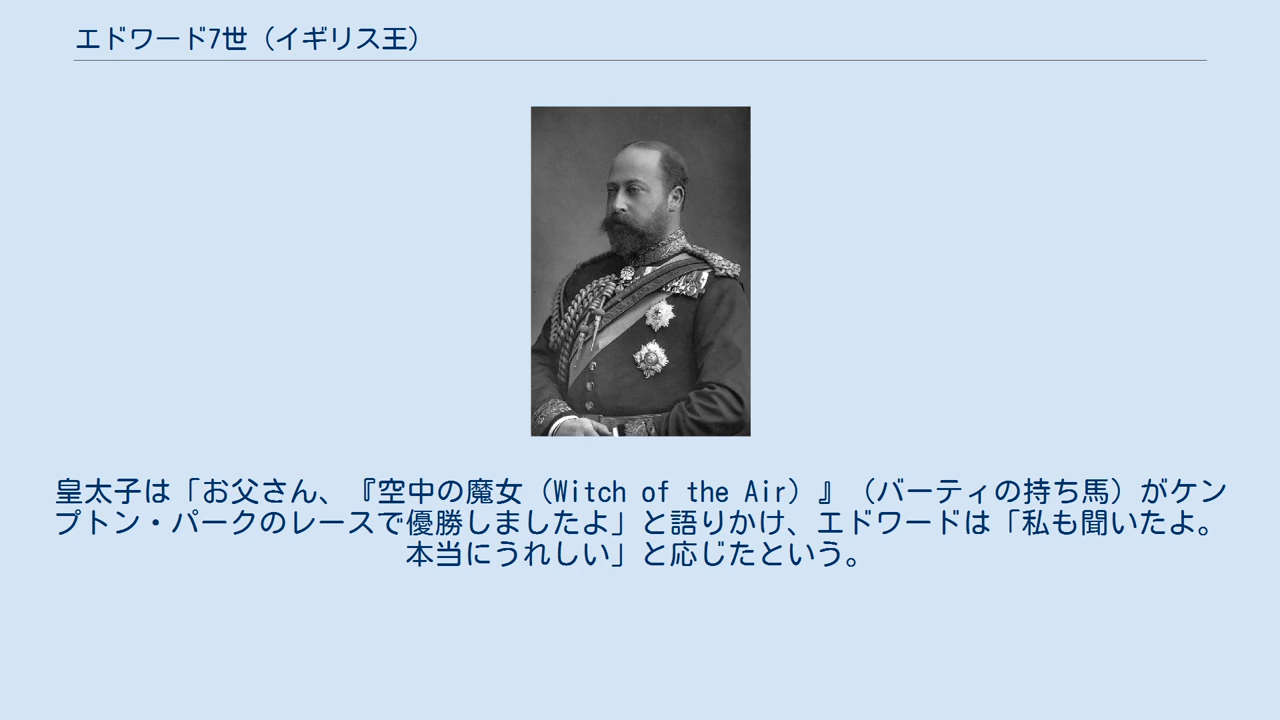 エドワード7世（イギリス王）
皇太子は「お父さん、『空中の魔女（Witch of the Air）』（バーティの持ち馬）がケン
プトン・パークのレースで優勝しましたよ」と語りかけ、エドワードは「私も聞いたよ。
本当にうれしい」と応じたという。